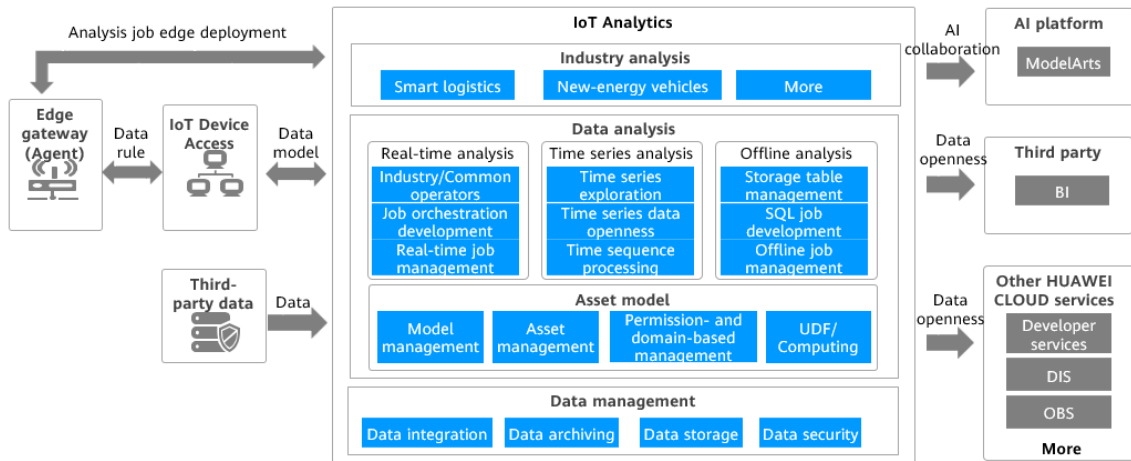 Analysis job edge deployment
Edge
gateway
(Agent)
Data
rule
IoT Device
Access
Data
model
Third-
party data
Data
IoT Analytics
Industry analysis
Smart logistics
New-energy vehicles
More
Data analysis
Real-time analysis
Industry/Common
operators
Job orchestration
development
Real-time job
management
Time series analysis
Time series
exploration
Time series data
openness
Time sequence
processing
Offline analysis
Storage table
management
SQL job
development
Offline job
management
Asset model
Model
management
Asset
management
Permission- and
domain-based
management
UDF/
Computing
Data management
Data integration
Data archiving
Data storage
Data security
AI
collaboration
AI platform
ModelArts
Data
openness
Third party
BI
Data
openness
Other HUAWEI
CLOUD services
Developer
services
DIS
OBS
More